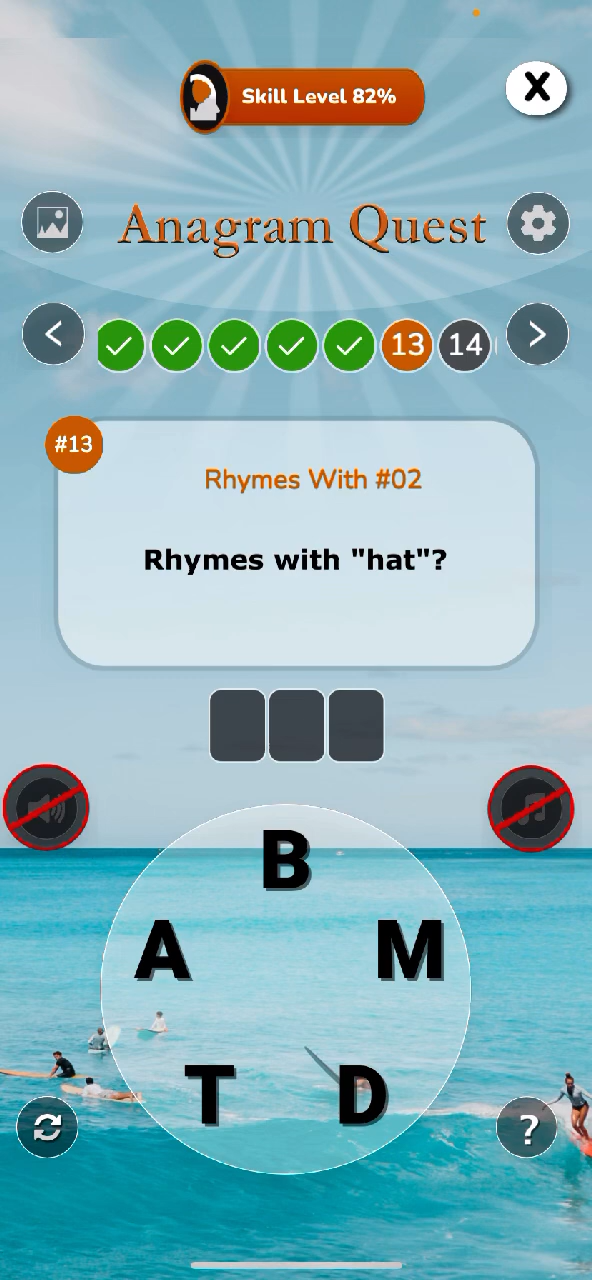 Skill Level 82%
X
Anagram Quest
< 13 14 >
#13
Rhymes With #02
Rhymes with "hat"?
B
A M
T D
?